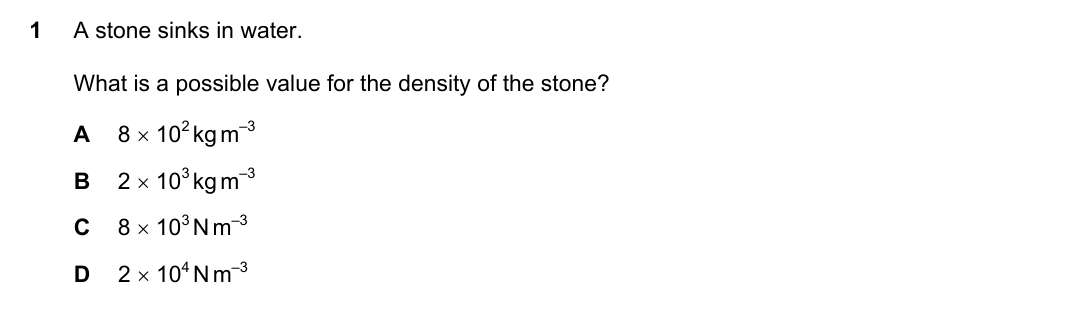 1 A stone sinks in water.
What is a possible value for the density of the stone?
A 8 × 10² kg m⁻³
B 2 × 10³ kg m⁻³
C 8 × 10³ N m⁻³
D 2 × 10⁴ N m⁻³